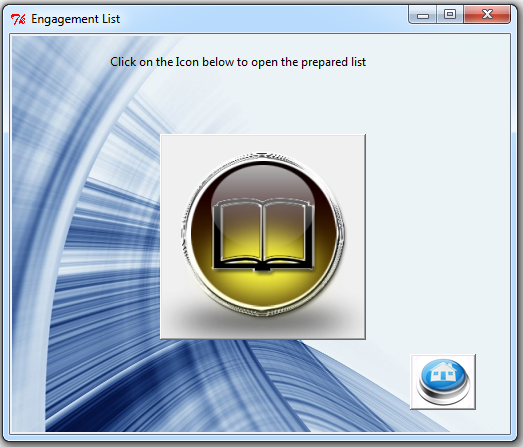 Engagement List
Click on the Icon below to open the prepared list